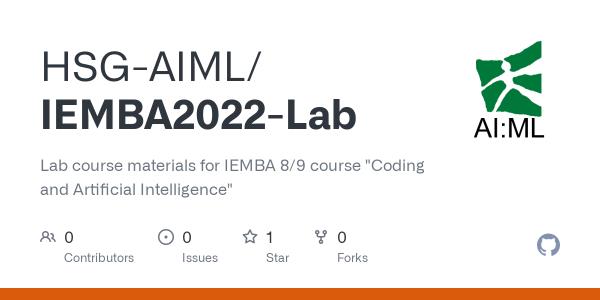 HSG-AIML/
IEMBA2022-Lab
AI:ML
Lab course materials for IEMBA 8/9 course "Coding
and Artificial Intelligence"
0
Contributors
0
Issues
1
Star
0
Forks